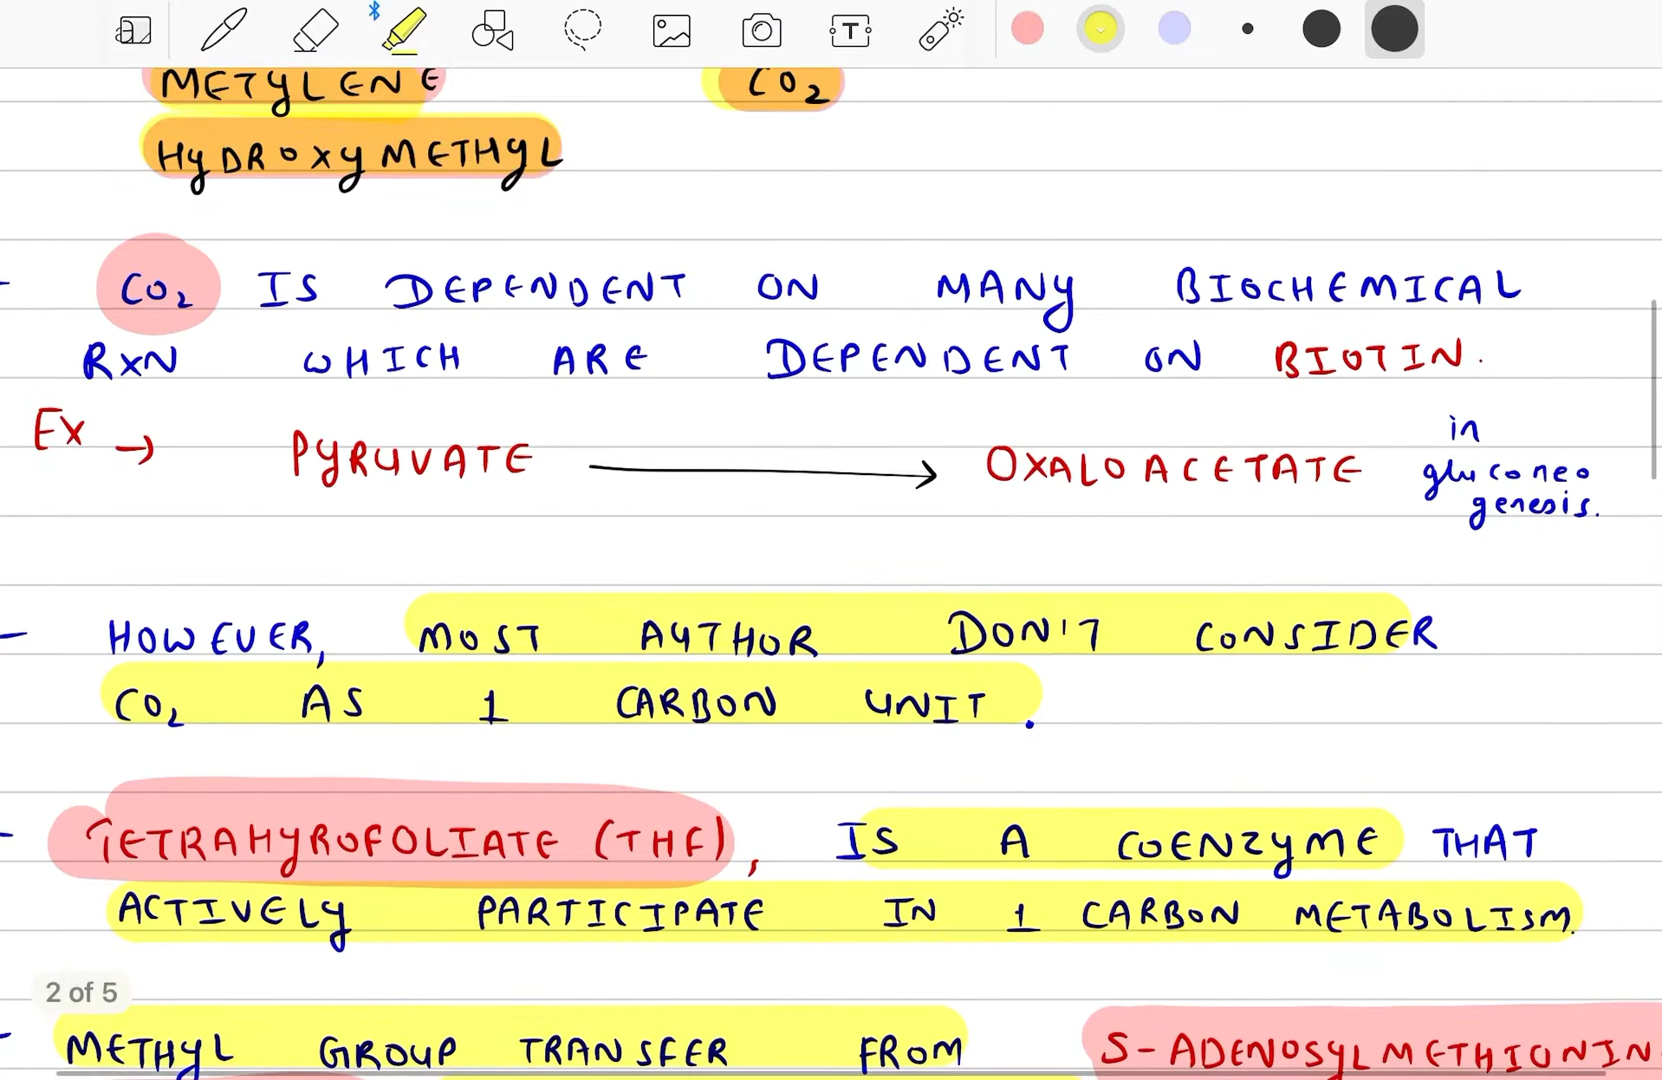 METYLENE CO₂
HYDROXYMETHYL
- CO₂ IS DEPENDENT ON MANY BIOCHEMICAL
RXN WHICH ARE DEPENDENT ON BIOTIN.
EX → PYRUVATE → OXALOACETATE in gluconeo genesis.
- HOWEVER, MOST AUTHOR DON'T CONSIDER
CO₂ AS 1 CARBON UNIT.
- TETRAHYROFOLIATE (THF), IS A COENZYME THAT
ACTIVELY PARTICIPATE IN 1 CARBON METABOLISM.
2 of 5
- METHYL GROUP TRANSFER FROM S-ADENOSYLMETHIONIN